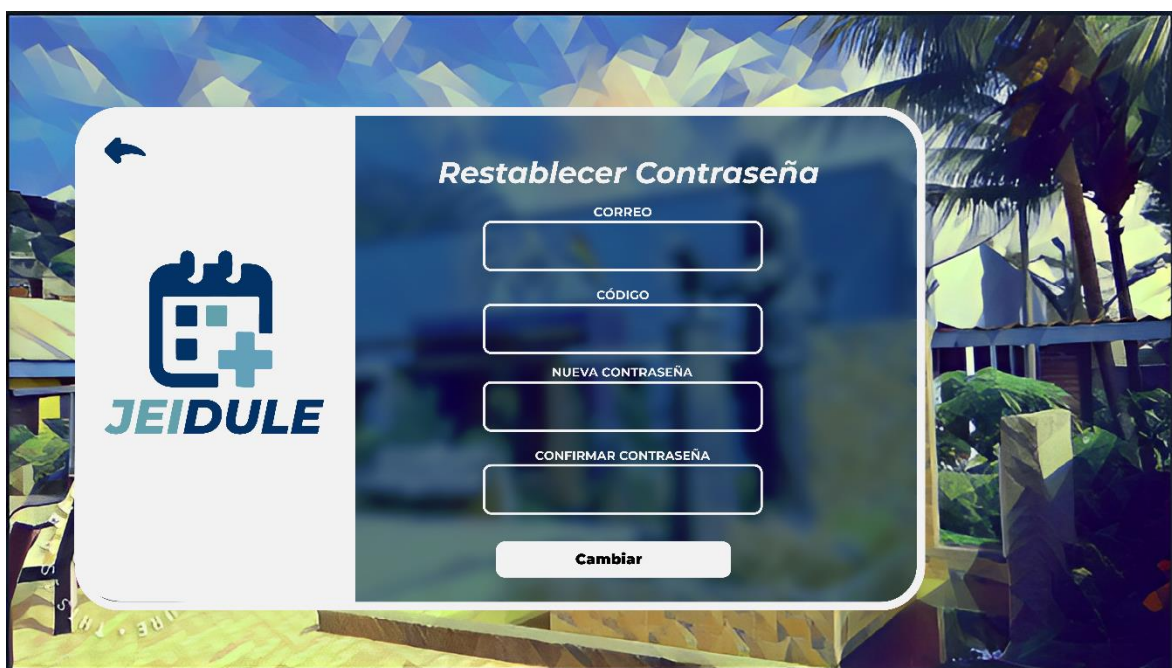 Restablecer Contraseña
CORREO
CÓDIGO
NUEVA CONTRASEÑA
CONFIRMAR CONTRASEÑA
Cambiar
JEIDULE